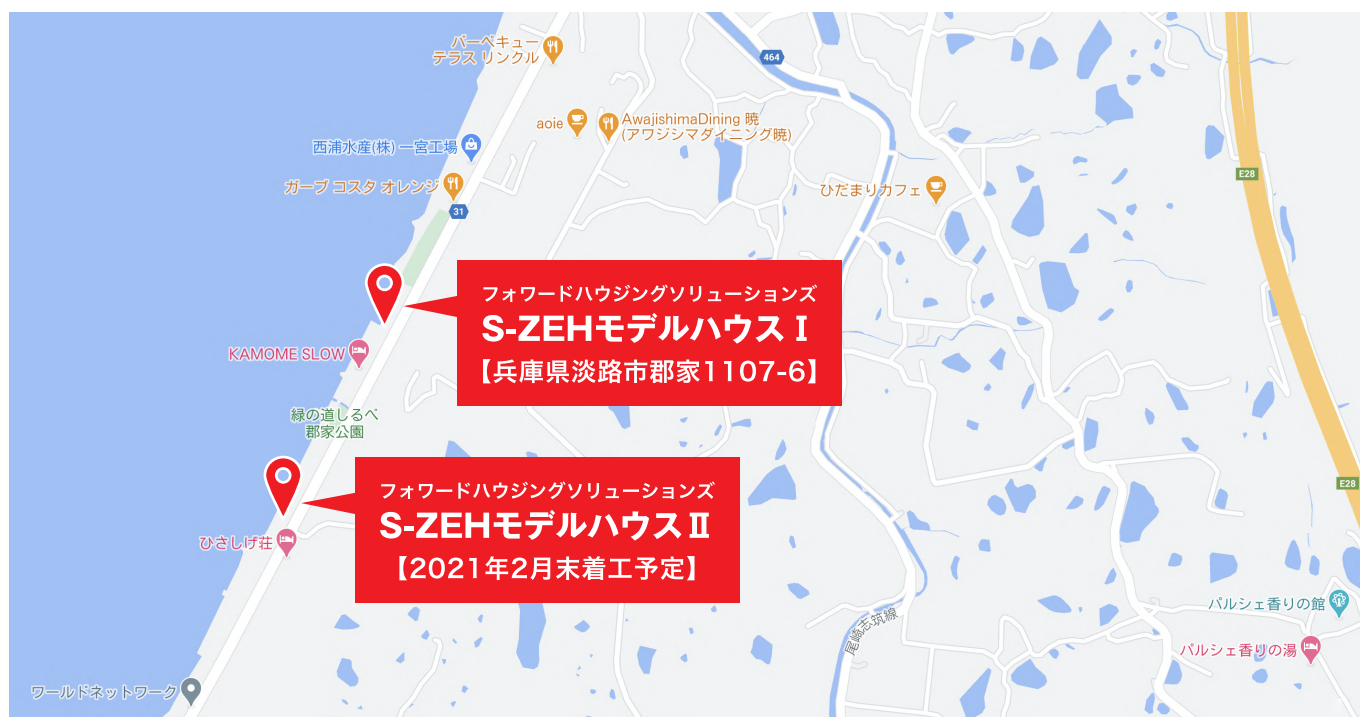 バーベキュー
テラス リンクル
464
aoie
AwajishimaDining 暁
(アワジシマダイニング暁)
西浦水産(株) 一宮工場
ガーブ コスタ オレンジ
31
ひだまりカフェ
E28
フォワードハウジングソリューションズ
S-ZEHモデルハウスⅠ
【兵庫県淡路市郡家1107-6】
KAMOME SLOW
緑の道しるべ
郡家公園
E28
フォワードハウジングソリューションズ
S-ZEHモデルハウスⅡ
【2021年2月末着工予定】
ひさしげ荘
尾崎志筑線
パルシェ香りの館
パルシェ香りの湯
ワールドネットワーク